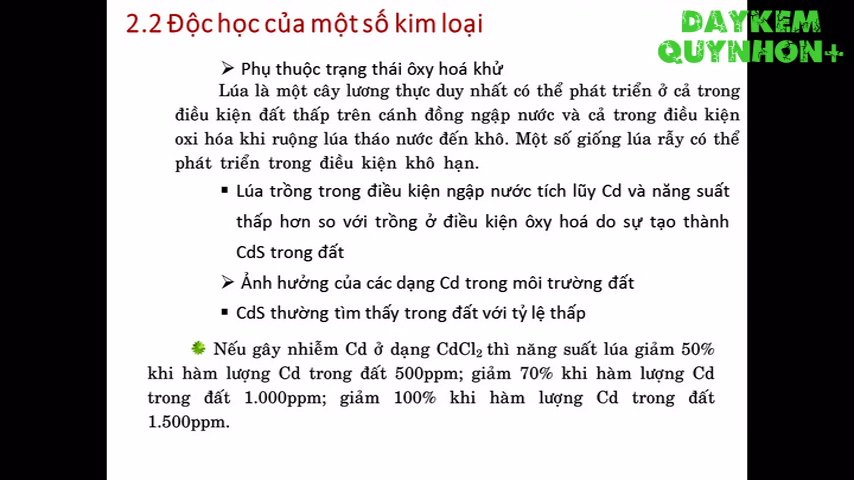 2.2 Độc học của một số kim loại
DAYKEM
QUYNHON+
➢ Phụ thuộc trạng thái ôxy hoá khử
Lúa là một cây lương thực duy nhất có thể phát triển ở cả trong
điều kiện đất thấp trên cánh đồng ngập nước và cả trong điều kiện
oxi hóa khi ruộng lúa tháo nước đến khô. Một số giống lúa rẫy có thể
phát triển trong điều kiện khô hạn.
▪ Lúa trồng trong điều kiện ngập nước tích lũy Cd và năng suất
thấp hơn so với trồng ở điều kiện ôxy hoá do sự tạo thành
CdS trong đất
➢ Ảnh hưởng của các dạng Cd trong môi trường đất
▪ CdS thường tìm thấy trong đất với tỷ lệ thấp
Nếu gây nhiễm Cd ở dạng CdCl₂ thì năng suất lúa giảm 50%
khi hàm lượng Cd trong đất 500ppm; giảm 70% khi hàm lượng Cd
trong đất 1.000ppm; giảm 100% khi hàm lượng Cd trong đất
1.500ppm.